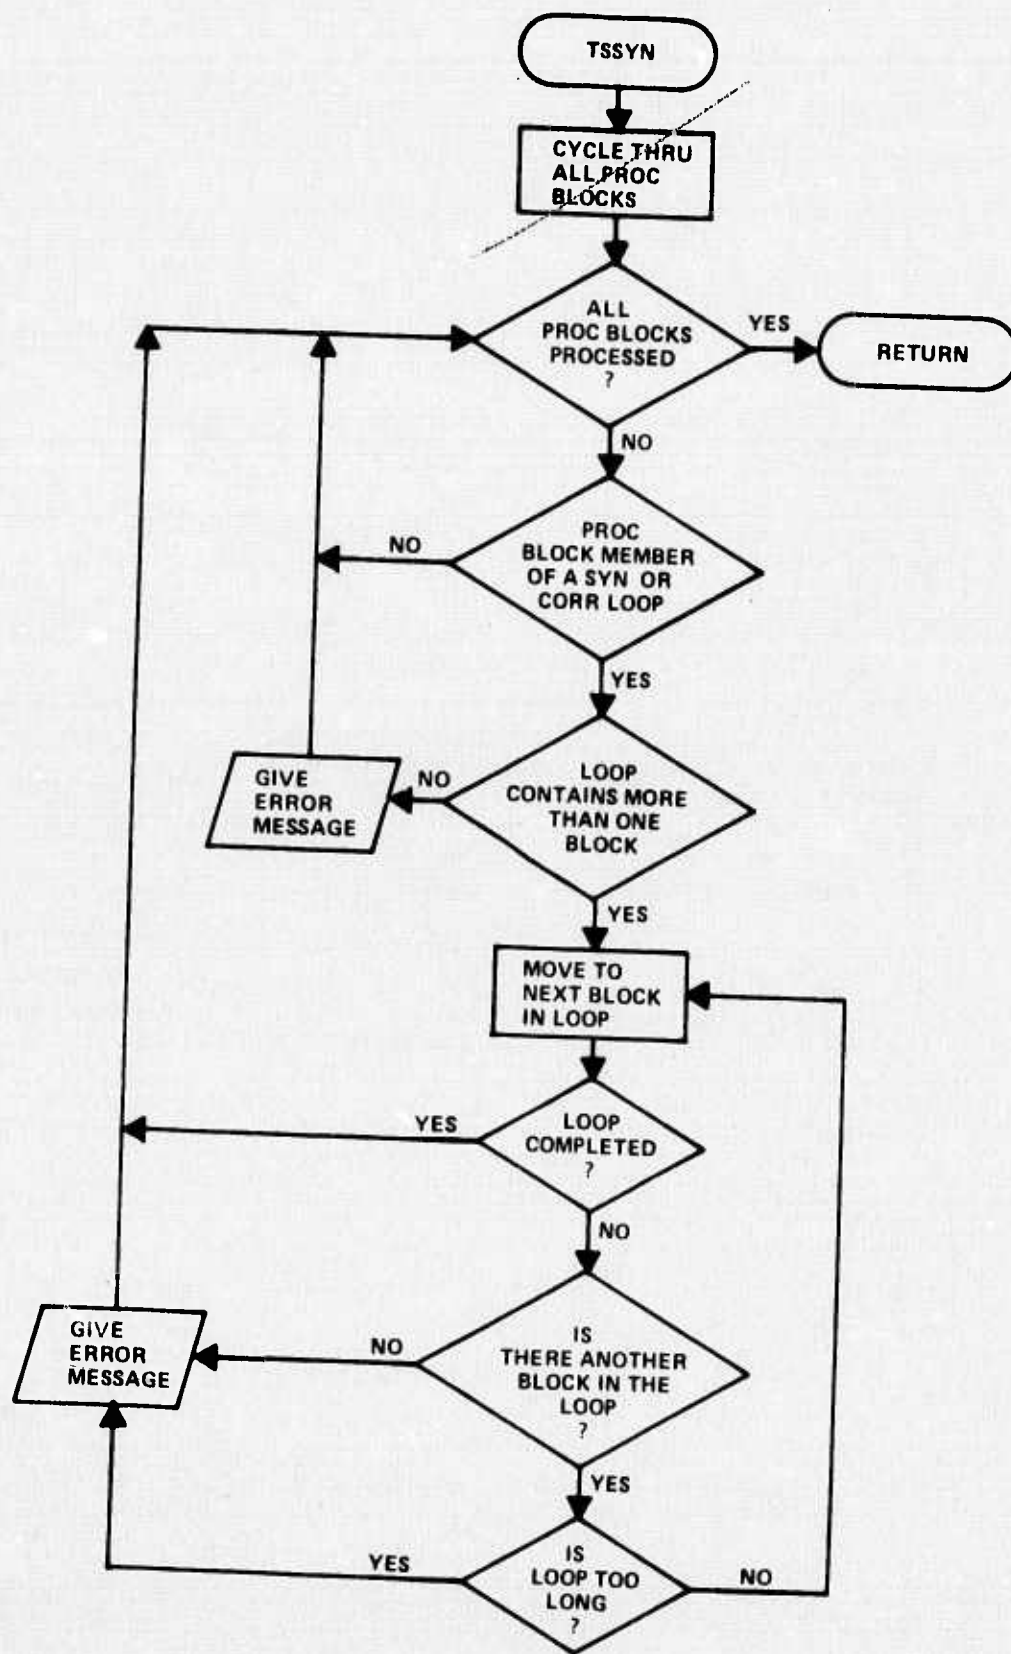 TSSYN
CYCLE THRU
ALL PROC
BLOCKS
ALL
PROC BLOCKS
PROCESSED
?
YES
RETURN
NO
PROC
BLOCK MEMBER
OF A SYN OR
CORR LOOP
NO
YES
LOOP
CONTAINS MORE
THAN ONE
BLOCK
NO
GIVE
ERROR
MESSAGE
YES
MOVE TO
NEXT BLOCK
IN LOOP
LOOP
COMPLETED
?
YES
NO
IS
THERE ANOTHER
BLOCK IN THE
LOOP
?
NO
GIVE
ERROR
MESSAGE
YES
IS
LOOP TOO
LONG
?
YES
NO